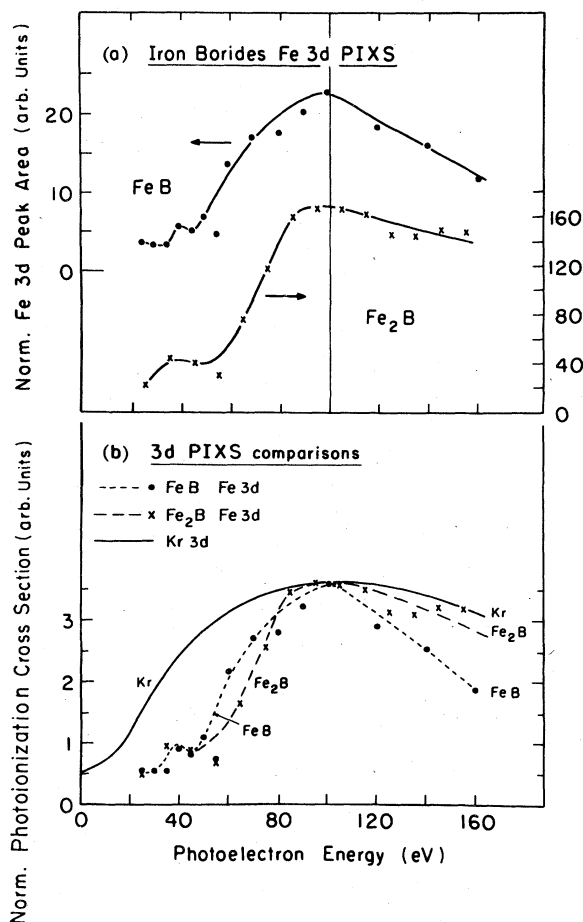 (a) Iron Borides Fe 3d PIXS
Norm. Fe 3d Peak Area (arb. Units)
20
10
0
FeB
Fe2B
160
120
80
40
0
(b) 3d PIXS comparisons
FeB Fe 3d
Fe2B Fe 3d
Kr 3d
Norm. Photoionization Cross Section (arb. Units)
3
2
1
0
Kr
Fe2B
FeB
Kr
Fe2B
FeB
0 40 80 120 160
Photoelectron Energy (eV)